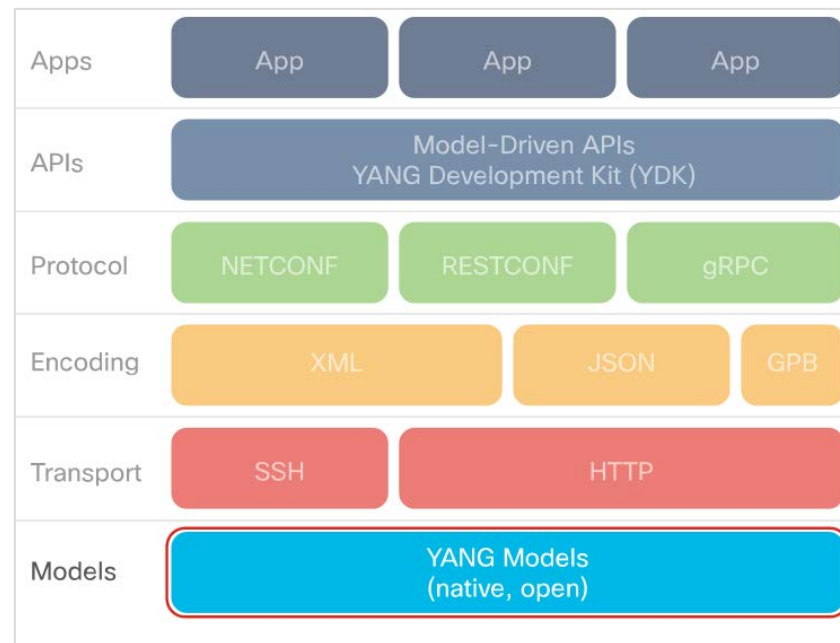 Apps
App
App
App
APIs
Model-Driven APIs
YANG Development Kit (YDK)
Protocol
NETCONF
RESTCONF
gRPC
Encoding
XML
JSON
GPB
Transport
SSH
HTTP
Models
YANG Models
(native, open)